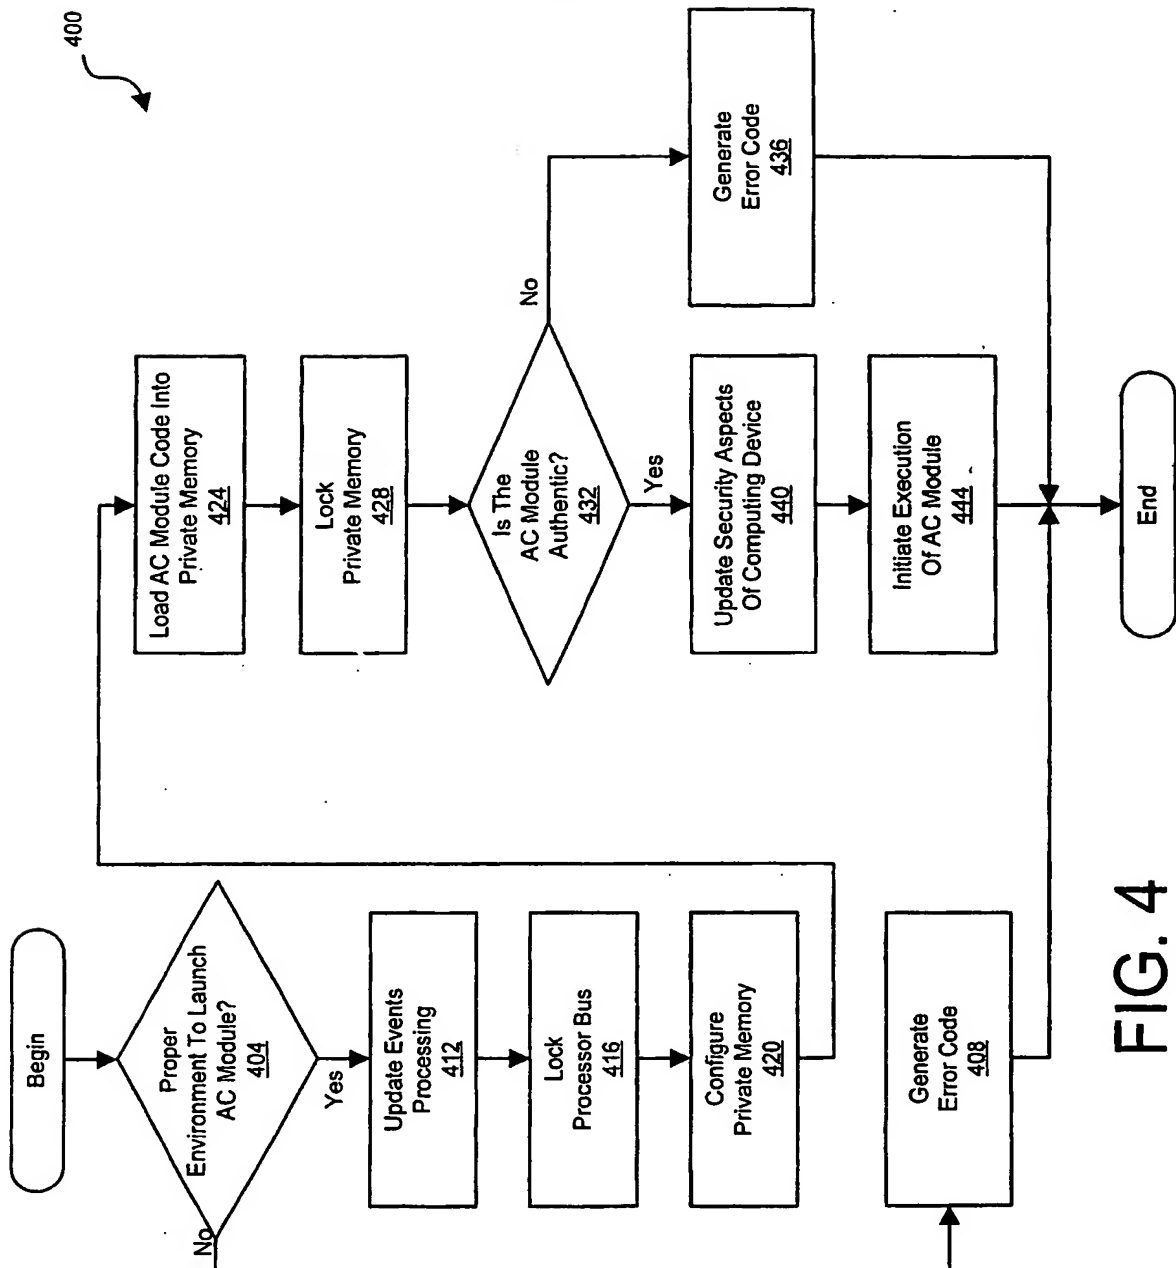 400
Begin
Proper
Environment To Launch
AC Module?
404
No
Yes
Update Events
Processing
412
Lock
Processor Bus
416
Configure
Private Memory
420
Generate
Error Code
408
Load AC Module Code Into
Private Memory
424
Lock
Private Memory
428
Is The
AC Module
Authentic?
432
No
Yes
Generate
Error Code
436
Update Security Aspects
Of Computing Device
440
Initiate Execution
Of AC Module
444
End
FIG. 4